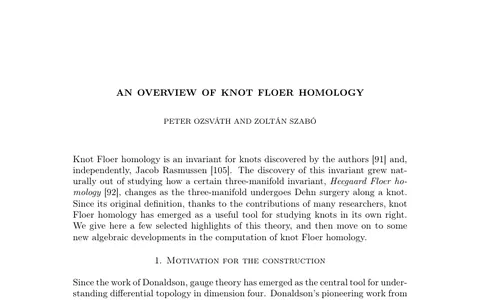 AN OVERVIEW OF KNOT FLOER HOMOLOGY
PETER OZSVÁTH AND ZOLTÁN SZABÓ
Knot Floer homology is an invariant for knots discovered by the authors [91] and,
independently, Jacob Rasmussen [105]. The discovery of this invariant grew nat-
urally out of studying how a certain three-manifold invariant, Heegaard Floer ho-
mology [92], changes as the three-manifold undergoes Dehn surgery along a knot.
Since its original definition, thanks to the contributions of many researchers, knot
Floer homology has emerged as a useful tool for studying knots in its own right.
We give here a few selected highlights of this theory, and then move on to some
new algebraic developments in the computation of knot Floer homology.
1. Motivation for the construction
Since the work of Donaldson, gauge theory has emerged as the central tool for under-
standing differential topology in dimension four. Donaldson's pioneering work from